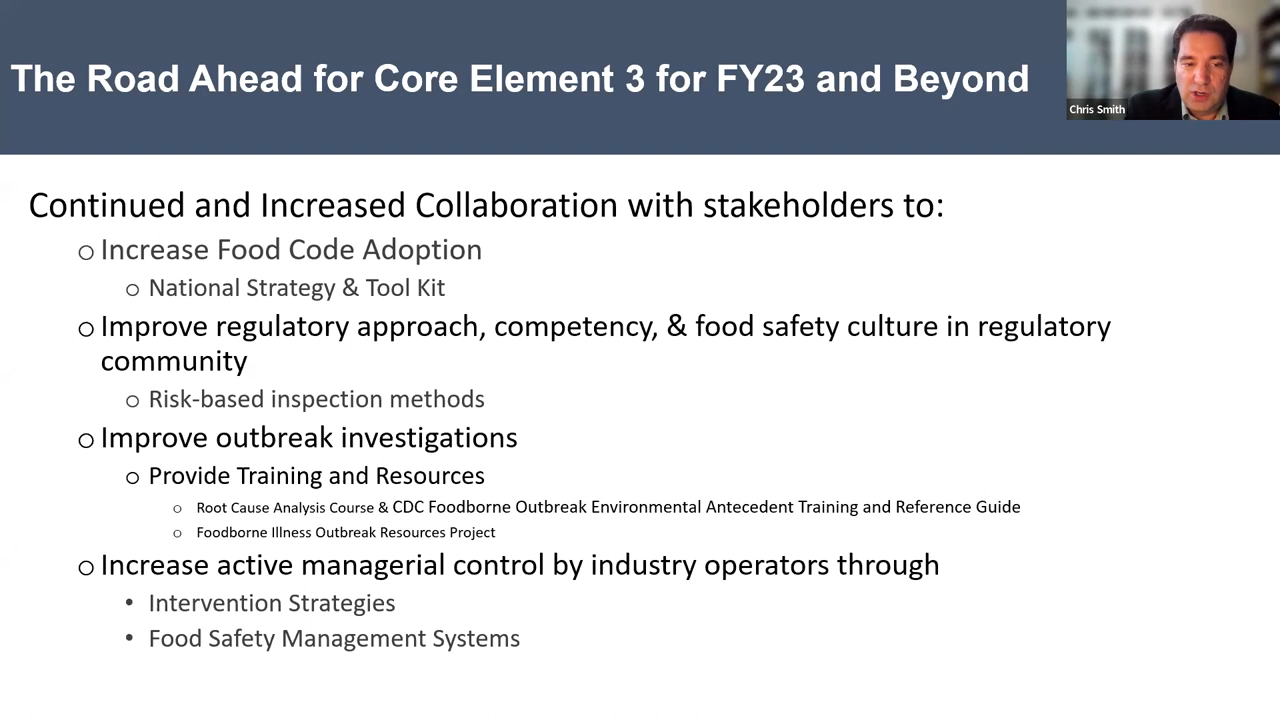 The Road Ahead for Core Element 3 for FY23 and Beyond
Chris Smith
Continued and Increased Collaboration with stakeholders to:
o Increase Food Code Adoption
o National Strategy & Tool Kit
o Improve regulatory approach, competency, & food safety culture in regulatory
community
o Risk-based inspection methods
o Improve outbreak investigations
o Provide Training and Resources
o Root Cause Analysis Course & CDC Foodborne Outbreak Environmental Antecedent Training and Reference Guide
o Foodborne Illness Outbreak Resources Project
o Increase active managerial control by industry operators through
• Intervention Strategies
• Food Safety Management Systems